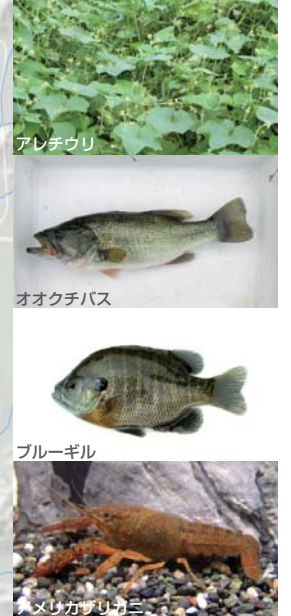 アレチウリ
オオクチバス
ブルーギル
アメリカザリガニ